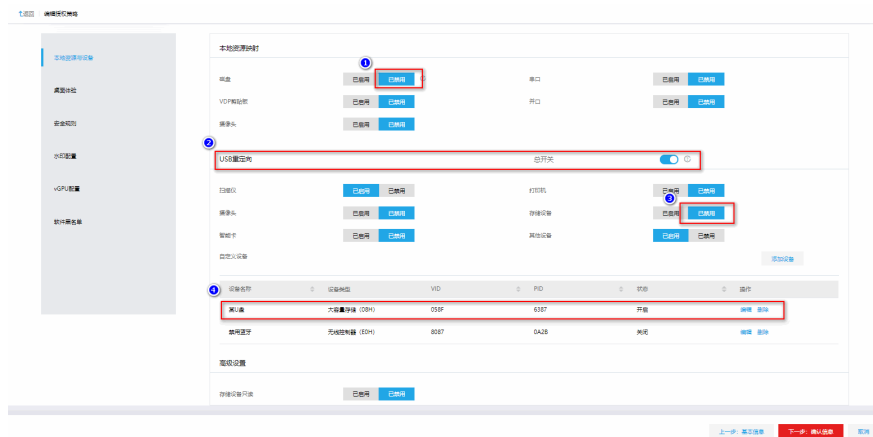 返回 编辑授权策略
本地资源与设备
桌面体验
安全规则
水印配置
vGPU配置
软件黑名单
本地资源映射
1
磁盘 已启用 已禁用 串口 已启用 已禁用
VDP剪贴板 已启用 已禁用 并口 已启用 已禁用
摄像头 已启用 已禁用
2
USB重定向 总开关
扫描仪 已启用 已禁用 打印机 已启用 已禁用
3
摄像头 已启用 已禁用 存储设备 已启用 已禁用
智能卡 已启用 已禁用 其他设备 已启用 已禁用
自定义设备 添加设备
4
设备名称 设备类型 VID PID 状态 操作
某U盘 大容量存储（08H） 058F 6387 开启 编辑 删除
禁用蓝牙 无线控制器（E0H） 8087 0A2B 关闭 编辑 删除
高级设置
存储设备只读 已启用 已禁用
上一步：基本信息 下一步：确认信息 取消